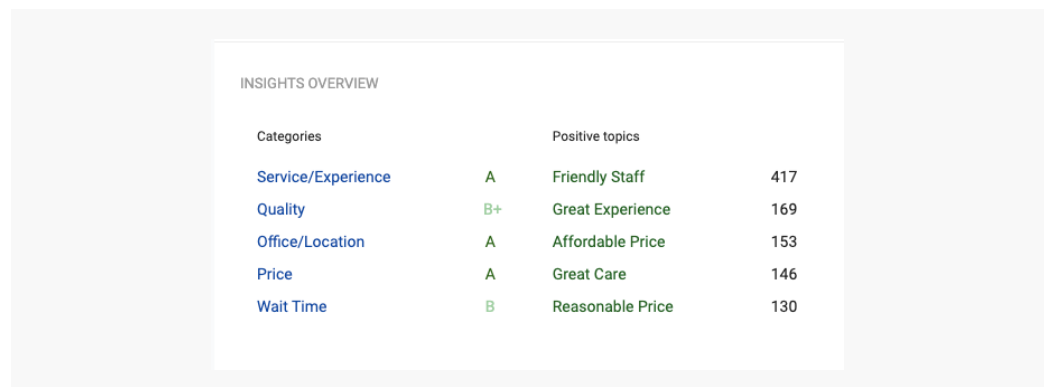 INSIGHTS OVERVIEW
Categories Positive topics
Service/Experience A Friendly Staff 417
Quality B+ Great Experience 169
Office/Location A Affordable Price 153
Price A Great Care 146
Wait Time B Reasonable Price 130